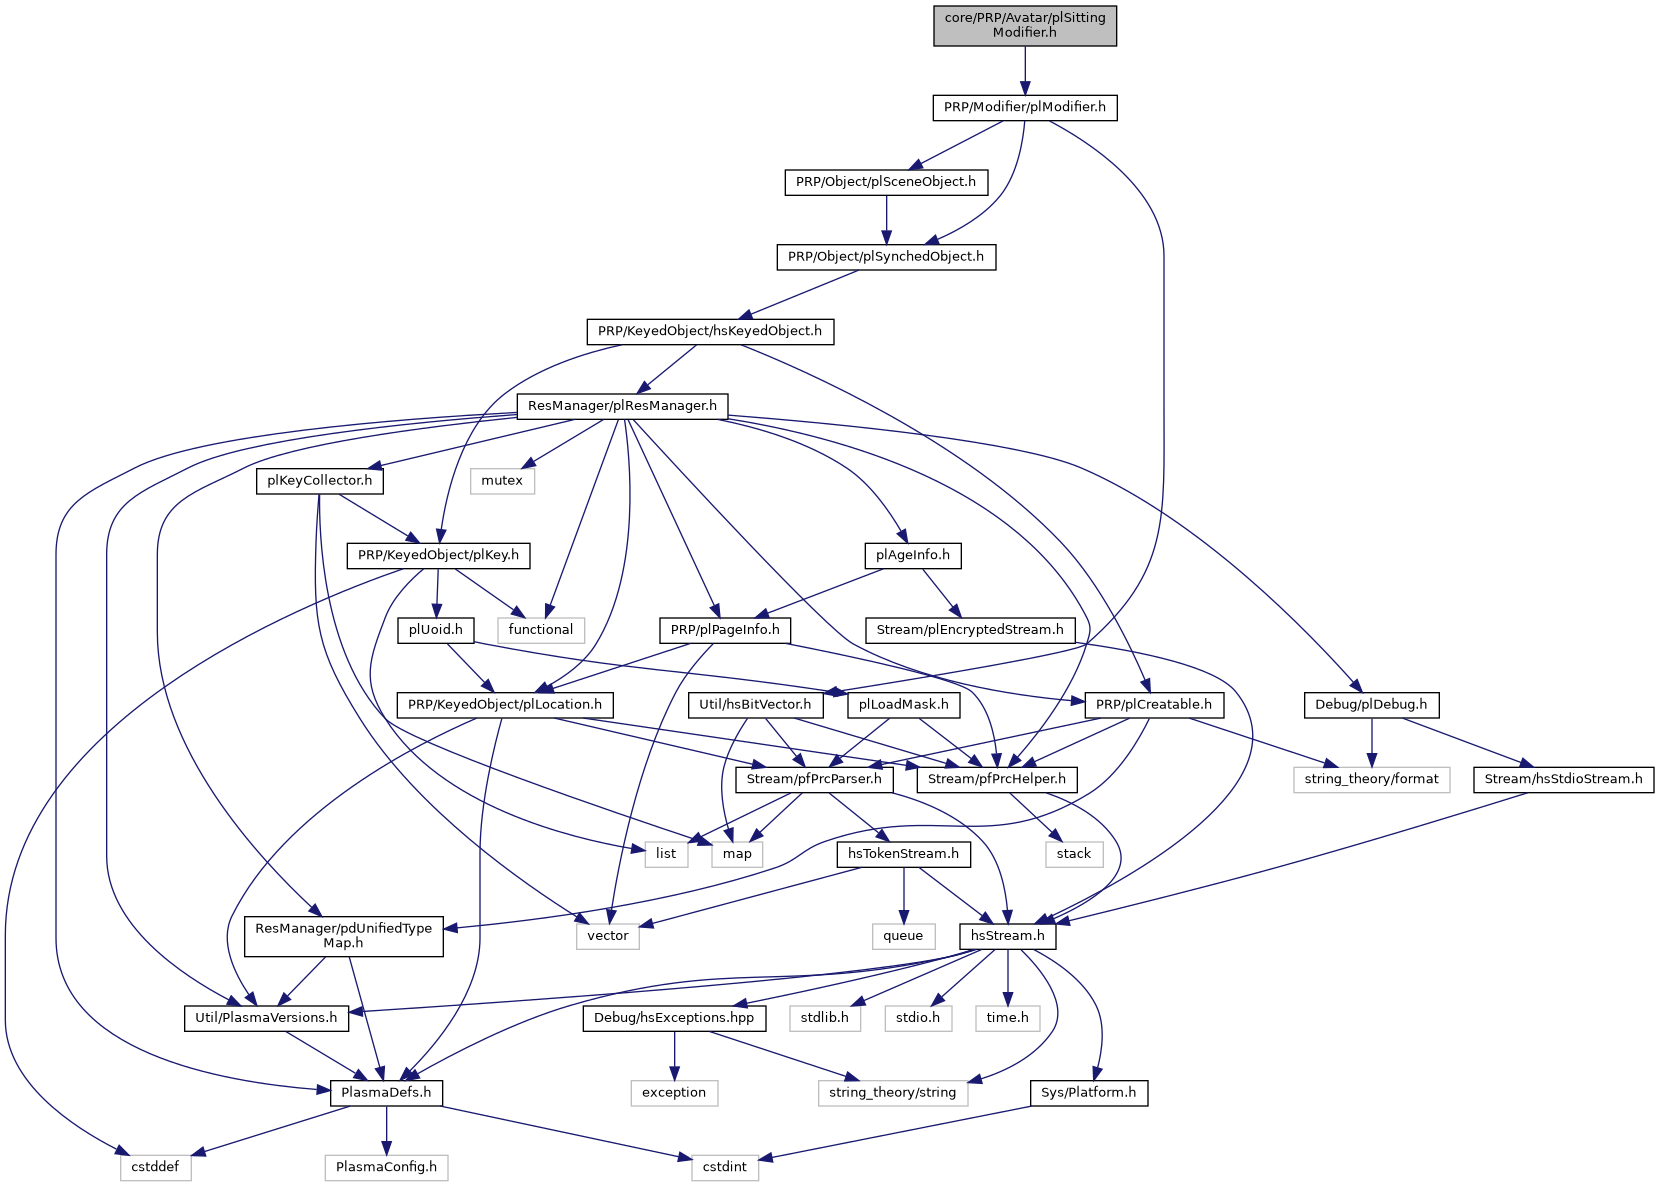 core/PRP/Avatar/plSitting
Modifier.h
PRP/Modifier/plModifier.h
PRP/Object/plSceneObject.h
PRP/Object/plSynchedObject.h
PRP/KeyedObject/hsKeyedObject.h
ResManager/plResManager.h
plKeyCollector.h
mutex
PRP/KeyedObject/plKey.h
plAgeInfo.h
plUoid.h
functional
PRP/plPageInfo.h
Stream/plEncryptedStream.h
PRP/KeyedObject/plLocation.h
Util/hsBitVector.h
plLoadMask.h
PRP/plCreatable.h
Debug/plDebug.h
Stream/pfPrcParser.h
Stream/pfPrcHelper.h
string_theory/format
Stream/hsStdioStream.h
list
map
hsTokenStream.h
stack
ResManager/pdUnifiedType
Map.h
vector
queue
hsStream.h
Util/PlasmaVersions.h
Debug/hsExceptions.hpp
stdlib.h
stdio.h
time.h
PlasmaDefs.h
exception
string_theory/string
Sys/Platform.h
cstddef
PlasmaConfig.h
cstdint